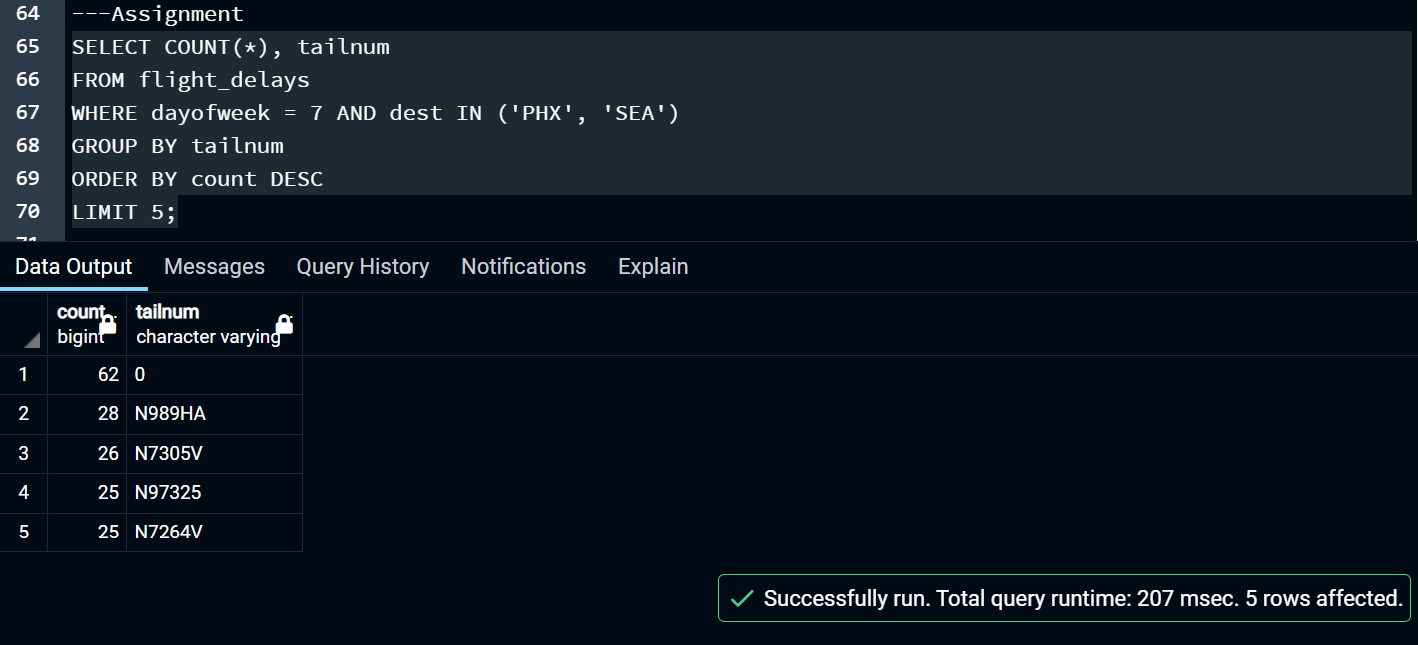 64 ---Assignment
65 SELECT COUNT(*), tailnum
66 FROM flight_delays
67 WHERE dayofweek = 7 AND dest IN ('PHX', 'SEA')
68 GROUP BY tailnum
69 ORDER BY count DESC
70 LIMIT 5;
71
Data Output Messages Query History Notifications Explain
count tailnum
bigint character varying
1 62 0
2 28 N989HA
3 26 N7305V
4 25 N97325
5 25 N7264V
Successfully run. Total query runtime: 207 msec. 5 rows affected.